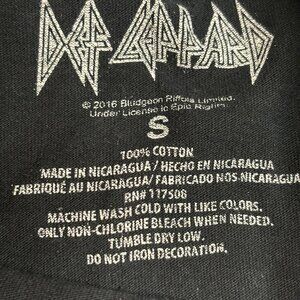 DEF LEPPARD
© 2016 Bludgeon Riffola Limited.
Under License to Epic Rights.
S
100% COTTON
MADE IN NICARAGUA/ HECHO EN NICARAGUA
FABRIQUÉ AU NICARAGUA/ FABRICADO NOS NICARAGUA
RN# 117508
MACHINE WASH COLD WITH LIKE COLORS.
ONLY NON-CHLORINE BLEACH WHEN NEEDED.
TUMBLE DRY LOW.
DO NOT IRON DECORATION.